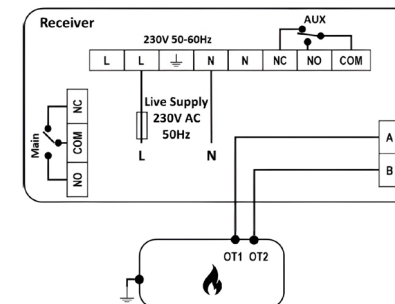 Receiver
AUX
230V 50-60Hz
L L N N NC NO COM
Live Supply
230V AC
50Hz
L N
Main
NC
COM
NO
A
B
OT1 OT2